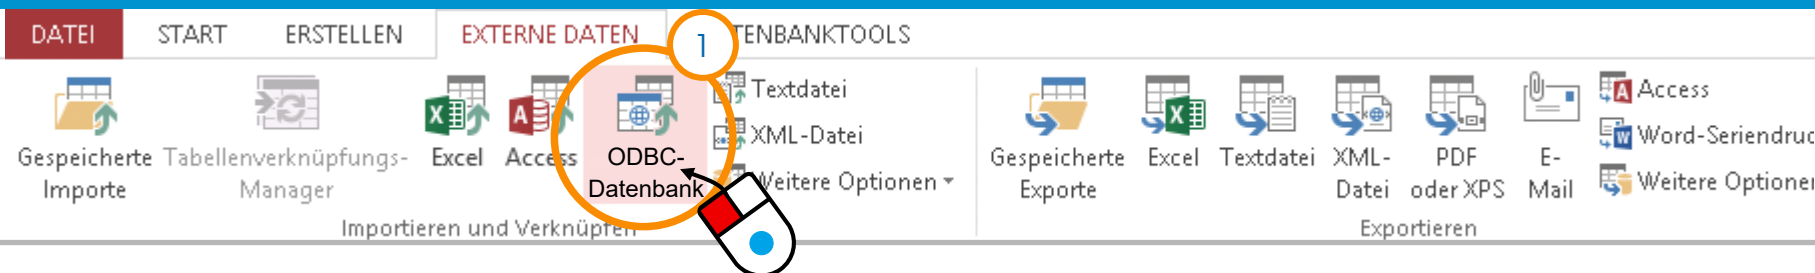 DATEI START ERSTELLEN EXTERNE DATEN TENBANKTOOLS
1
Gespeicherte Importe
Tabellenverknüpfungs-Manager
Excel
Access
ODBC-
Datenbank
Textdatei
XML-Datei
Weitere Optionen
Importieren und Verknüpfen
Gespeicherte
Exporte
Excel
Textdatei
XML-
Datei
PDF
oder XPS
E-
Mail
Access
Word-Seriendruc
Weitere Optionen
Exportieren